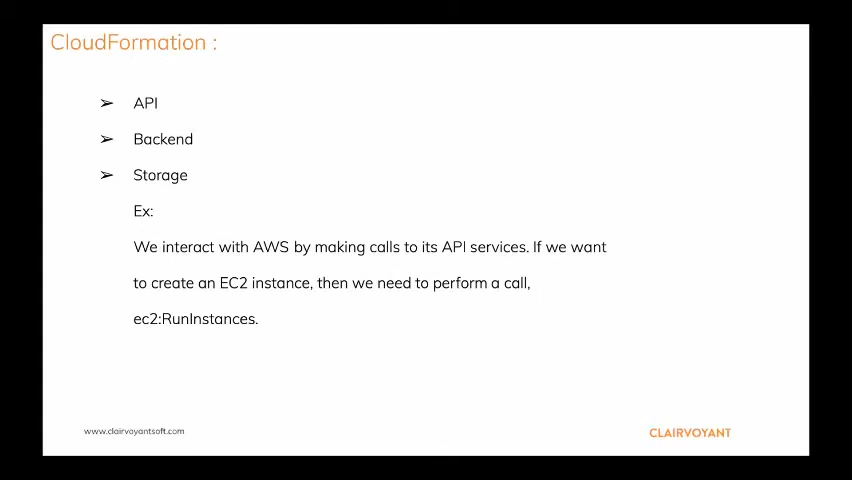 CloudFormation :
➢ API
➢ Backend
➢ Storage
Ex:
We interact with AWS by making calls to its API services. If we want
to create an EC2 instance, then we need to perform a call,
ec2:RunInstances.
www.clairvoyantsoft.com
CLAIRVOYANT